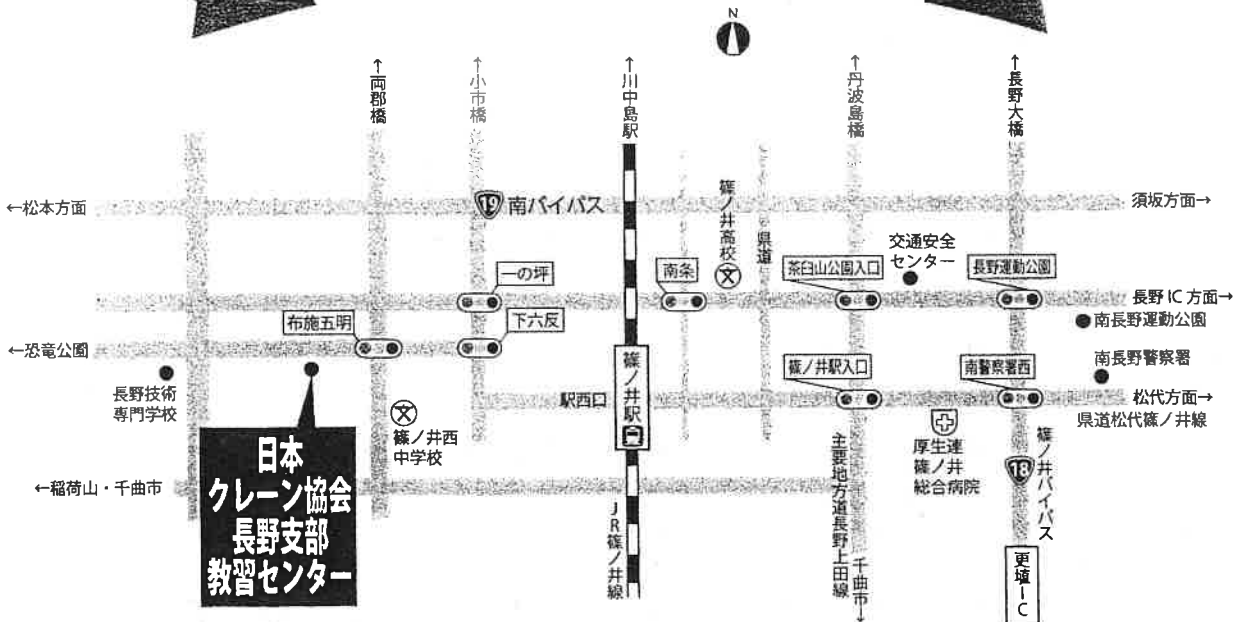 N
↑両郡橋
↑小市橋
↑川中島駅
↑丹波島橋
↑長野大橋
←松本方面
19
南バイパス
須坂方面→
篠ノ井高校
文
県道
交通安全
センター
一の坪
南条
茶臼山公園入口
長野運動公園
長野IC方面→
南長野運動公園
布施五明
下六反
←恐竜公園
長野技術
専門学校
篠ノ井駅
駅西口
篠ノ井駅入口
南警察署西
南長野警察署
松代方面→
県道松代篠ノ井線
文
篠ノ井西
中学校
厚生連
篠ノ井
総合病院
日本
クレーン協会
長野支部
教習センター
←稲荷山・千曲市
JR篠ノ井線
主要地方道長野上田線
千曲市→
18
篠ノ井バイパス
更埴IC